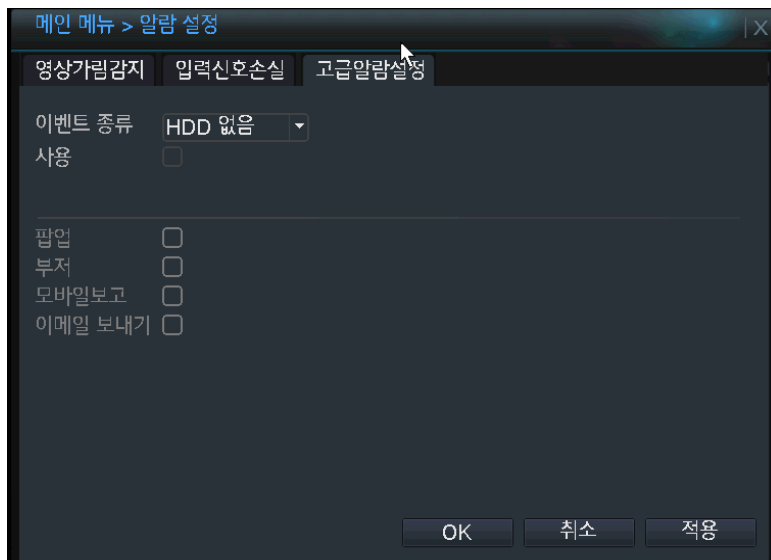 메인 메뉴 > 알람 설정
X
영상가림감지 입력신호손실 고급알람설정
이벤트 종류 HDD 없음
사용
팝업
부저
모바일보고
이메일 보내기
OK 취소 적용